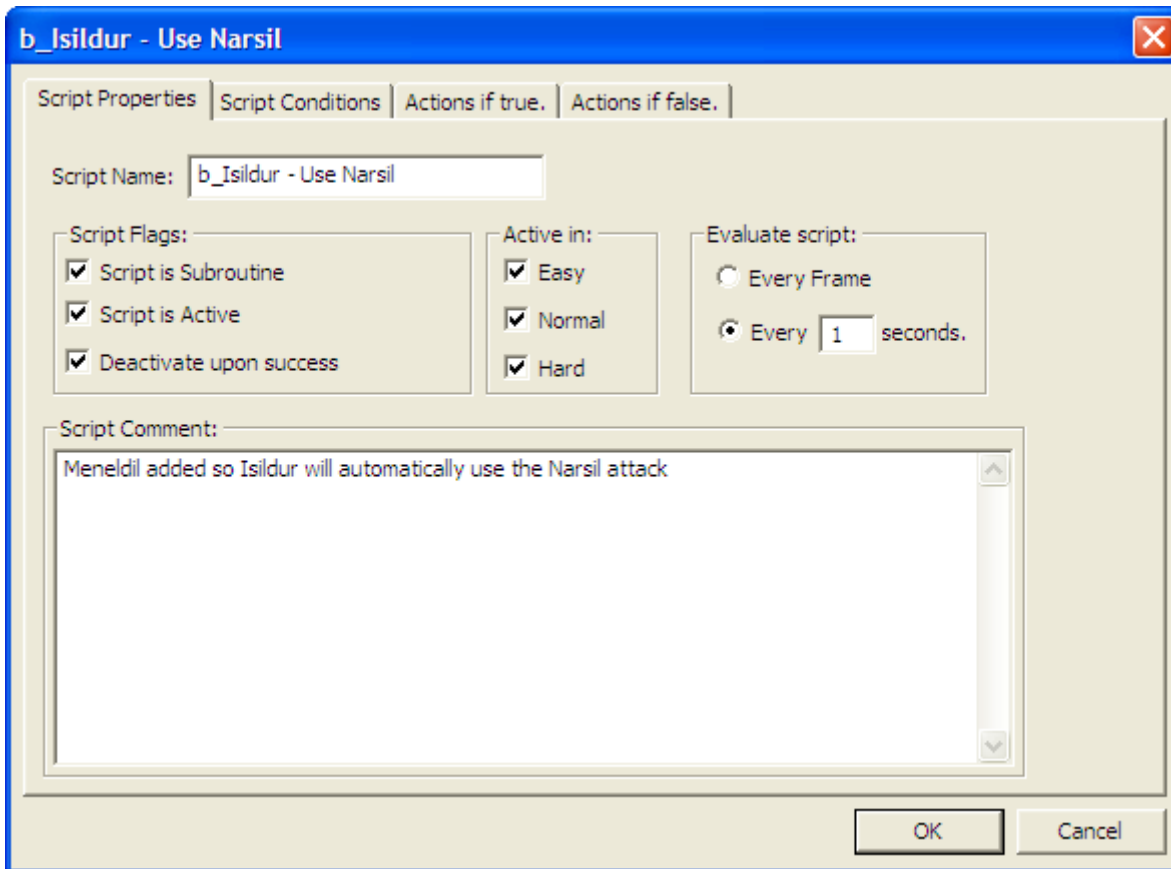 b_Isildur - Use Narsil
Script Properties Script Conditions Actions if true. Actions if false.
Script Name: b_Isildur - Use Narsil
Script Flags: Active in: Evaluate script:
Script is Subroutine Easy Every Frame
Script is Active Normal Every 1 seconds.
Deactivate upon success Hard
Script Comment:
Meneldil added so Isildur will automatically use the Narsil attack
OK Cancel